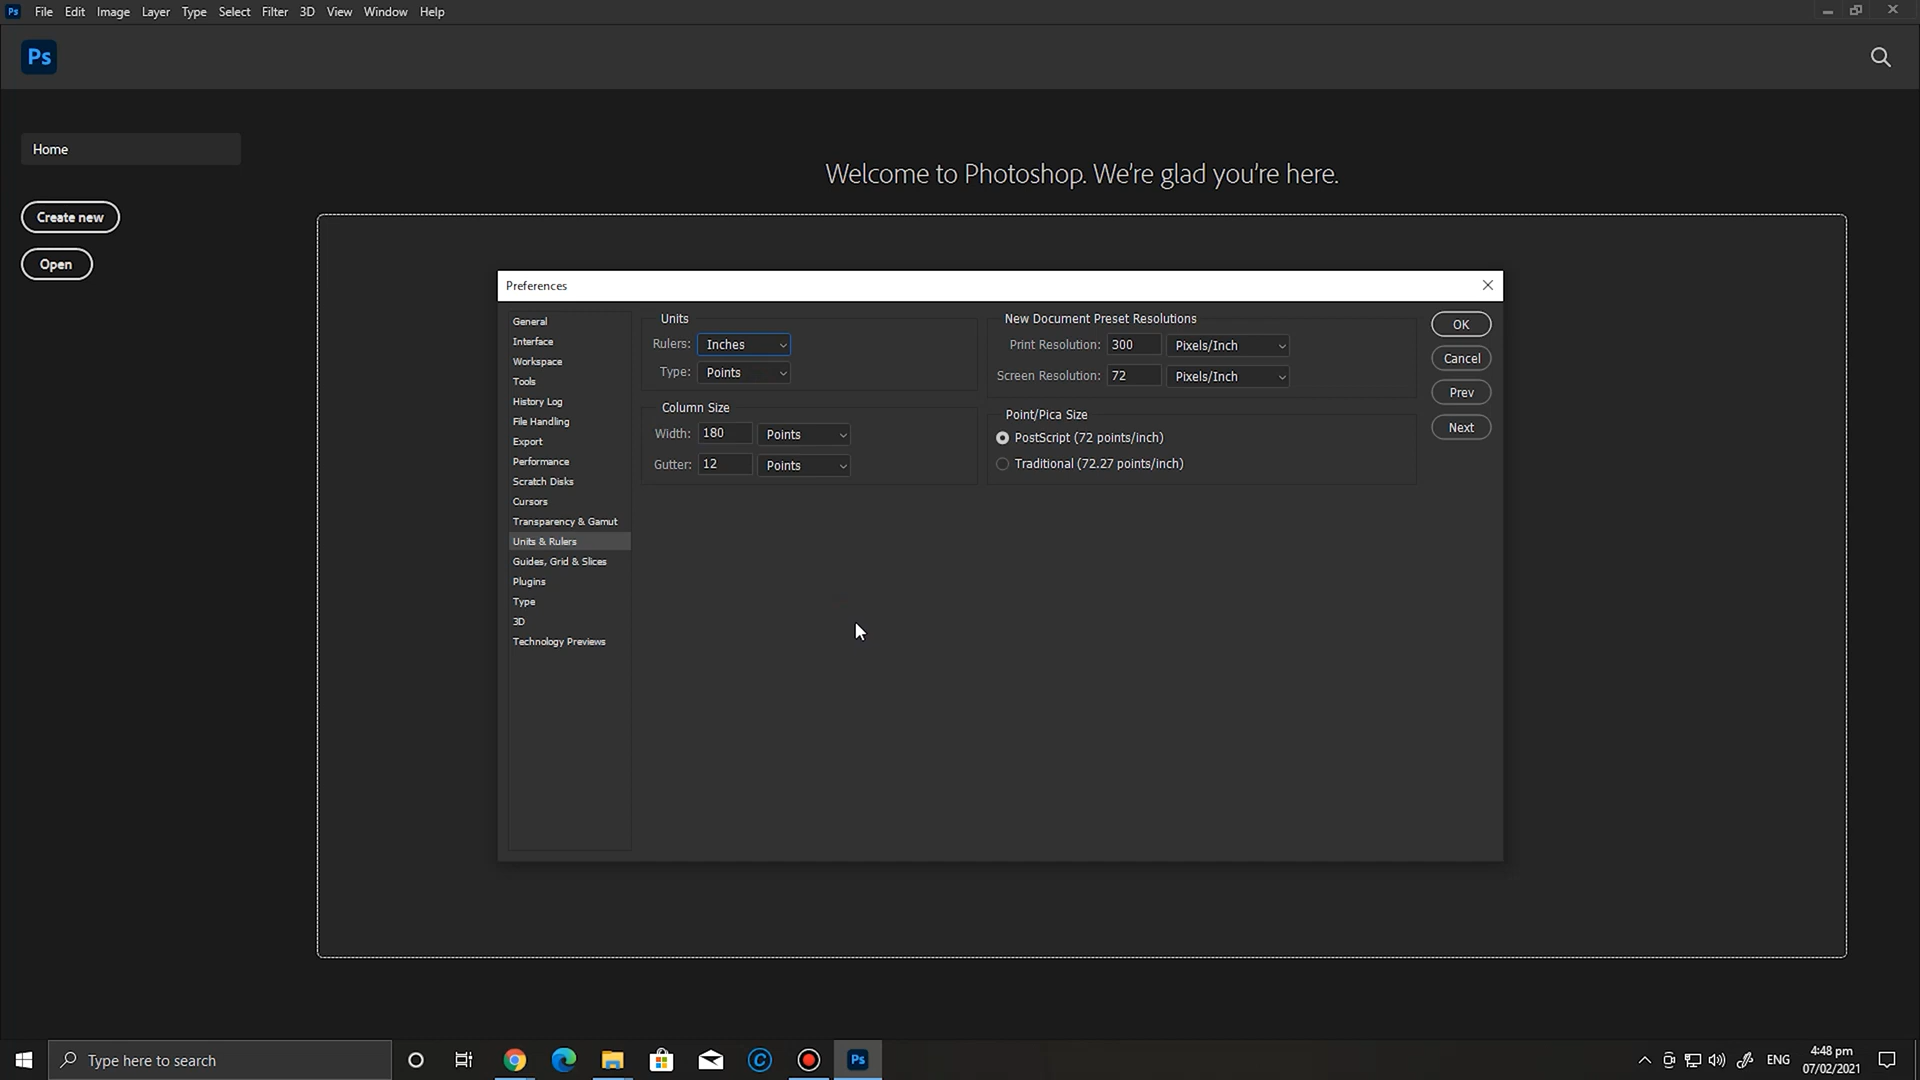 Ps File Edit Image Layer Type Select Filter 3D View Window Help
Ps
Home
Welcome to Photoshop. We're glad you're here.
Create new
Open
Preferences
General
Interface
Workspace
Tools
History Log
File Handling
Export
Performance
Scratch Disks
Cursors
Transparency & Gamut
Units & Rulers
Guides, Grid & Slices
Plugins
Type
3D
Technology Previews
Units
Rulers: Inches
Type: Points
Column Size
Width: 180 Points
Gutter: 12 Points
New Document Preset Resolutions
Print Resolution: 300 Pixels/Inch
Screen Resolution: 72 Pixels/Inch
Point/Pica Size
PostScript (72 points/inch)
Traditional (72.27 points/inch)
OK
Cancel
Prev
Next
Type here to search
C
Ps
ENG
4:48 pm
07/02/2021